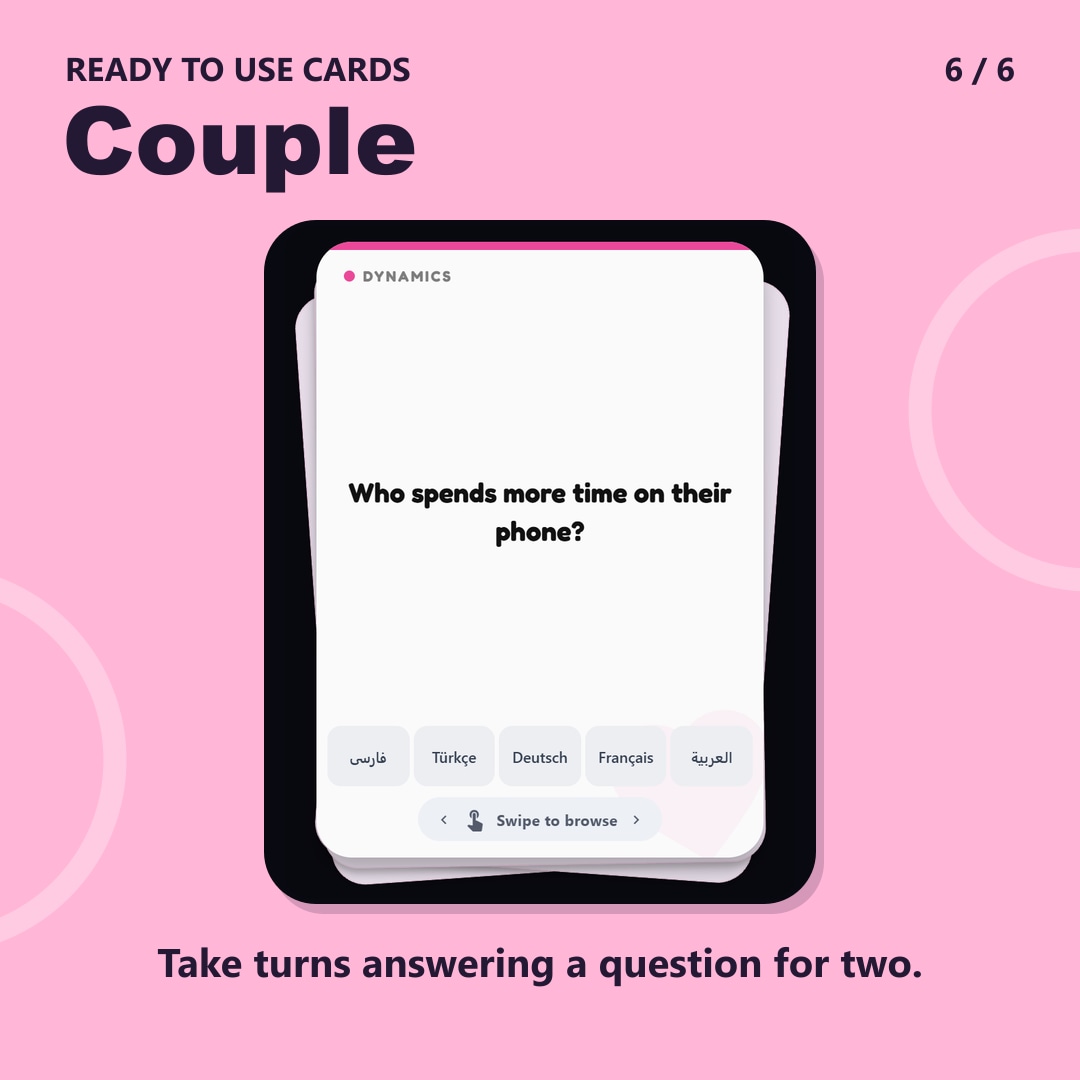 READY TO USE CARDS
6 / 6
Couple
DYNAMICS
Who spends more time on their
phone?
فارسی
Türkçe
Deutsch
Français
العربية
Swipe to browse
Take turns answering a question for two.